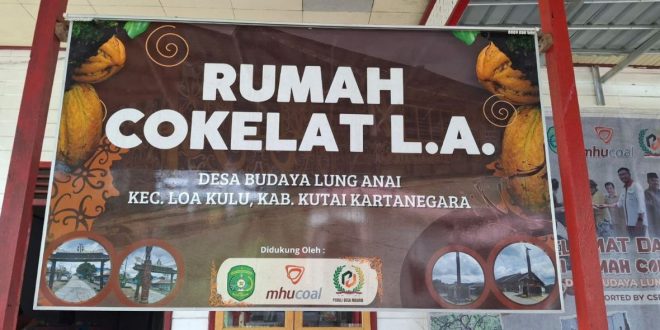 RUMAH
COKELAT L.A.
DESA BUDAYA LUNG ANAI
KEC. LOA KULU, KAB. KUTAI KARTANEGARA
Didukung Oleh :
mhucoal
mhucoal